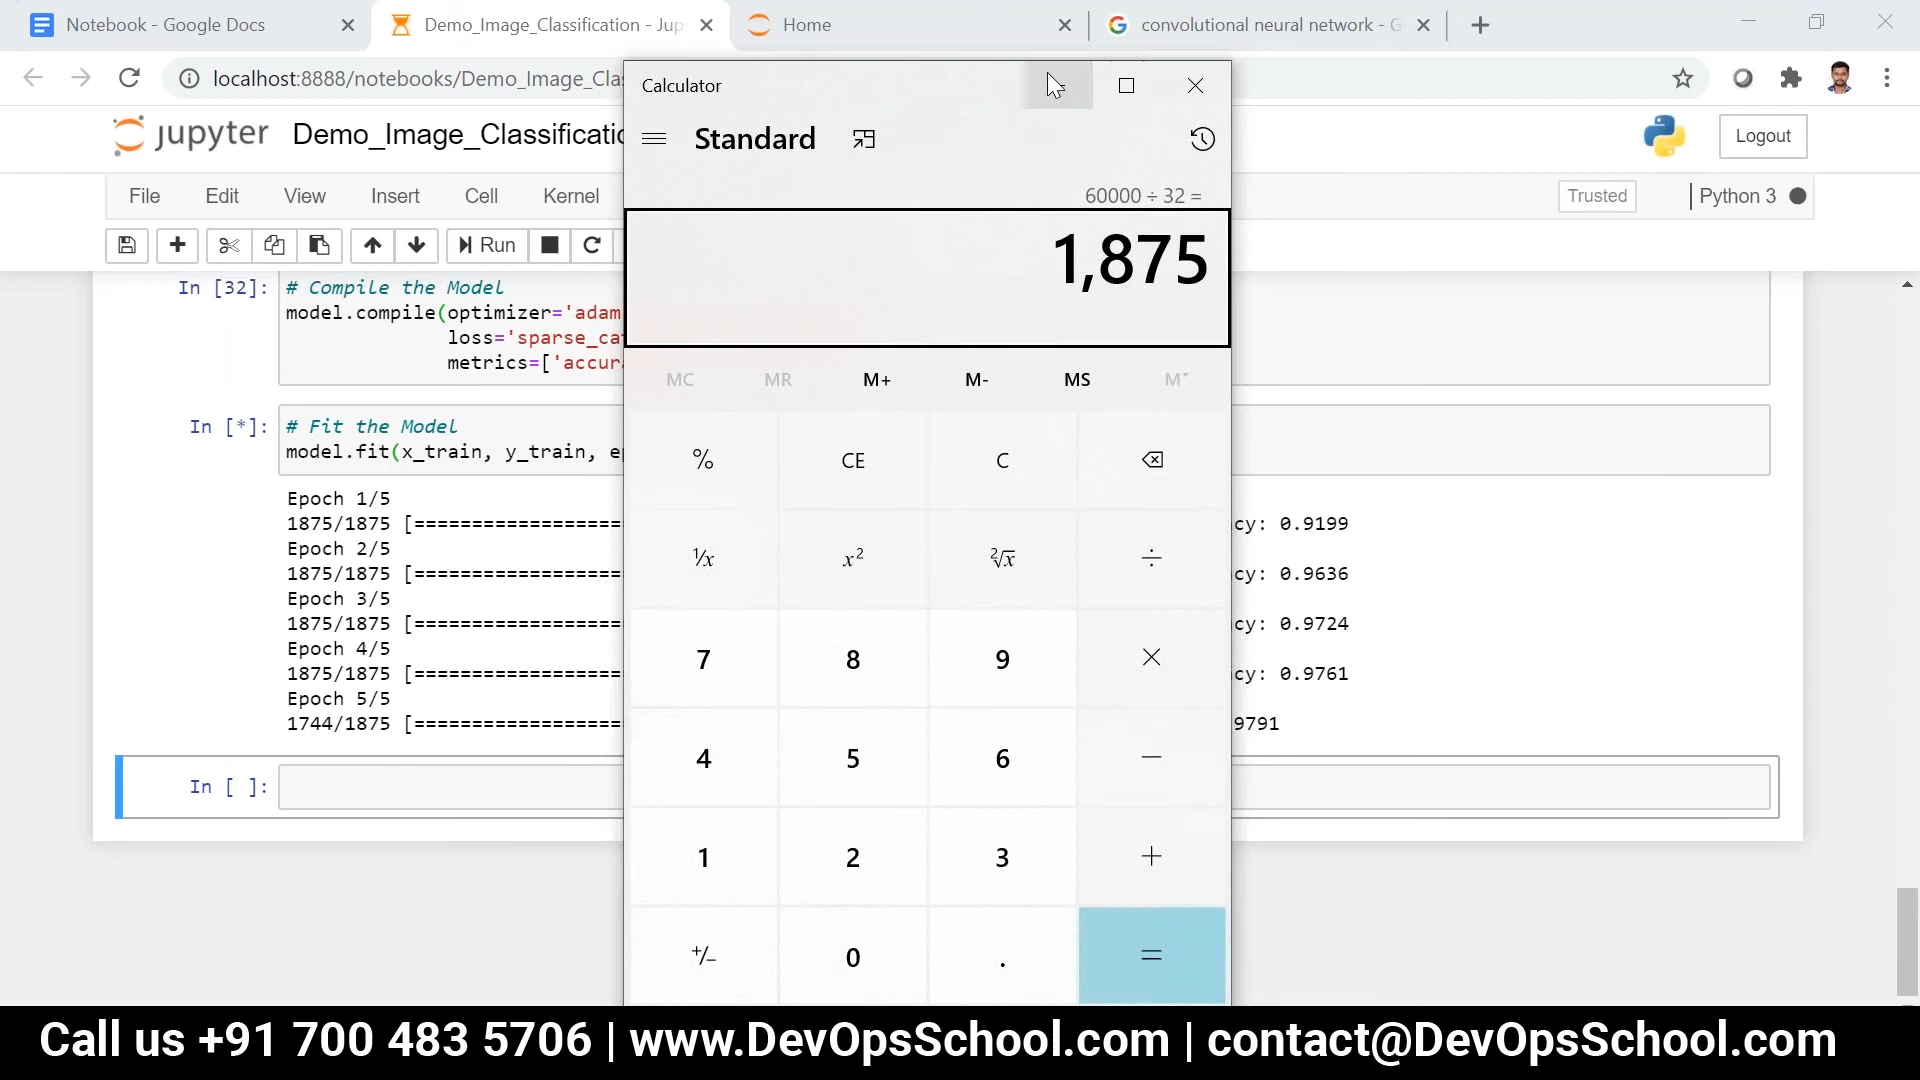 Notebook - Google Docs
Demo_Image_Classification - Jup
Home
convolutional neural network - G
localhost:8888/notebooks/Demo_Image_Cla
Calculator
jupyter Demo_Image_Classificatio
Logout
Standard
File Edit View Insert Cell Kernel
Trusted
Python 3
60000 ÷ 32 =
1,875
Run
In [32]: # Compile the Model
model.compile(optimizer='adam
loss='sparse_ca
metrics=['accur
MC MR M+ M- MS M
In [*]: # Fit the Model
model.fit(x_train, y_train, e
% CE C
Epoch 1/5
1875/1875 [================== cy: 0.9199
Epoch 2/5
1875/1875 [================== cy: 0.9636
Epoch 3/5
1875/1875 [================== cy: 0.9724
Epoch 4/5
1875/1875 [================== cy: 0.9761
Epoch 5/5
1744/1875 [================== 9791
In [ ]:
¹/x x² ²√x ÷
7 8 9 ×
4 5 6 −
1 2 3 +
+/− 0 . =
Call us +91 700 483 5706 | www.DevOpsSchool.com | contact@DevOpsSchool.com